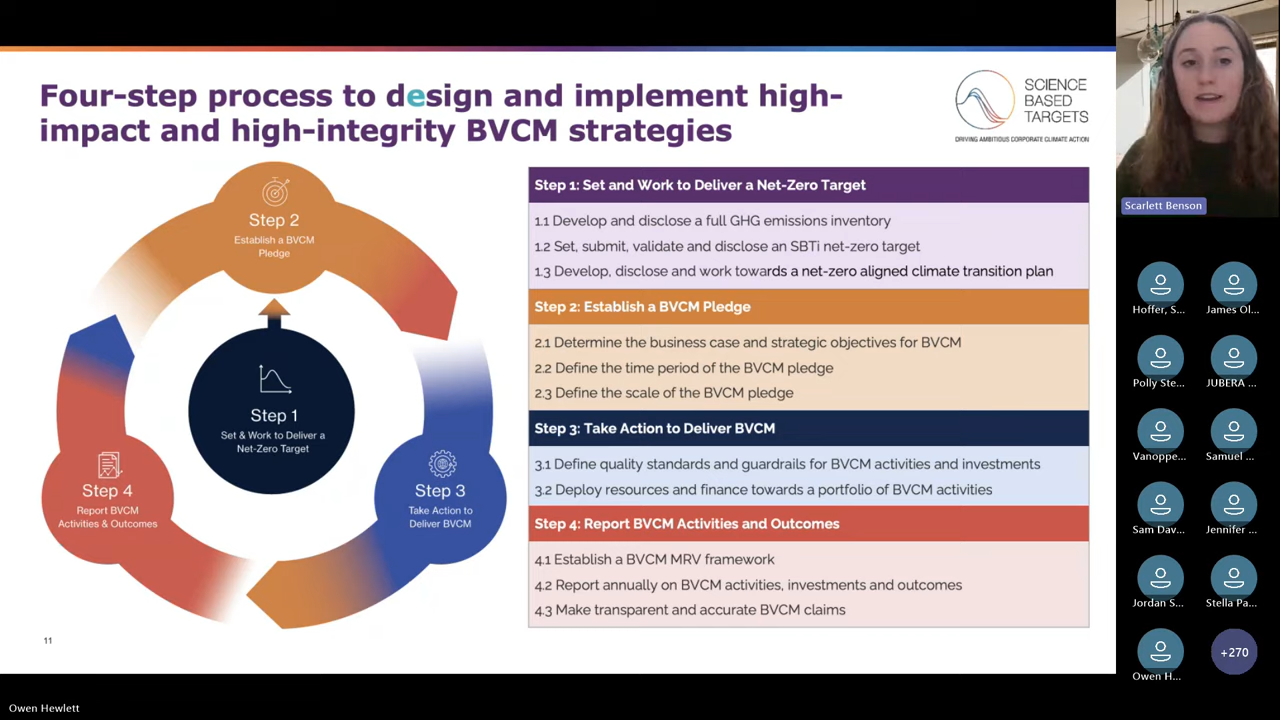 Four-step process to design and implement high-
impact and high-integrity BVCM strategies
SCIENCE
BASED
TARGETS
DRIVING AMBITIOUS CORPORATE CLIMATE ACTION
Step 2
Establish a BVCM
Pledge
Step 1
Set & Work to Deliver a
Net-Zero Target
Step 4
Report BVCM
Activities & Outcomes
Step 3
Take Action to
Deliver BVCM
Step 1: Set and Work to Deliver a Net-Zero Target
1.1 Develop and disclose a full GHG emissions inventory
1.2 Set, submit, validate and disclose an SBTi net-zero target
1.3 Develop, disclose and work towards a net-zero aligned climate transition plan
Step 2: Establish a BVCM Pledge
2.1 Determine the business case and strategic objectives for BVCM
2.2 Define the time period of the BVCM pledge
2.3 Define the scale of the BVCM pledge
Step 3: Take Action to Deliver BVCM
3.1 Define quality standards and guardrails for BVCM activities and investments
3.2 Deploy resources and finance towards a portfolio of BVCM activities
Step 4: Report BVCM Activities and Outcomes
4.1 Establish a BVCM MRV framework
4.2 Report annually on BVCM activities, investments and outcomes
4.3 Make transparent and accurate BVCM claims
11
Owen Hewlett
Scarlett Benson
Hoffer, S...
James Ol...
Polly Ste...
JUBERA ...
Vanoppe...
Samuel ...
Sam Dav...
Jennifer ...
Jordan S...
Stella Pa...
Owen H...
+270